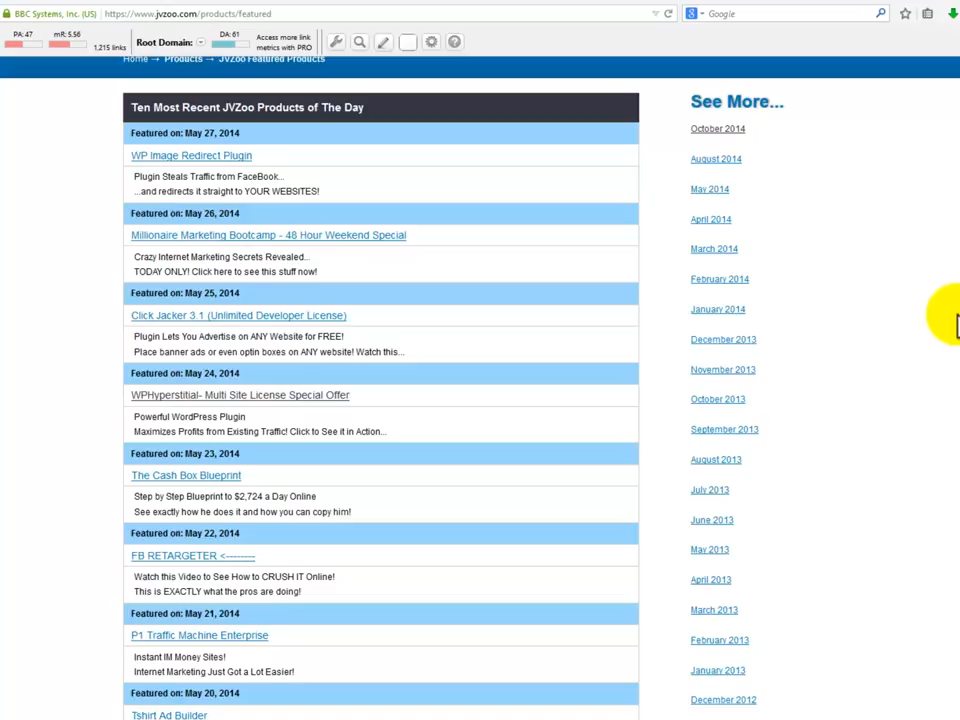 BBC Systems, Inc. (US) https://www.jvzoo.com/products/featured Google
PA: 47 mR: 5.56 1,215 links Root Domain: DA: 61 Access more link metrics with PRO
Home → Products → JVZoo Featured Products
Ten Most Recent JVZoo Products of The Day
Featured on: May 27, 2014
WP Image Redirect Plugin
Plugin Steals Traffic from FaceBook...
...and redirects it straight to YOUR WEBSITES!
Featured on: May 26, 2014
Millionaire Marketing Bootcamp - 48 Hour Weekend Special
Crazy Internet Marketing Secrets Revealed...
TODAY ONLY! Click here to see this stuff now!
Featured on: May 25, 2014
Click Jacker 3.1 (Unlimited Developer License)
Plugin Lets You Advertise on ANY Website for FREE!
Place banner ads or even optin boxes on ANY website! Watch this...
Featured on: May 24, 2014
WPHyperstitial- Multi Site License Special Offer
Powerful WordPress Plugin
Maximizes Profits from Existing Traffic! Click to See it in Action...
Featured on: May 23, 2014
The Cash Box Blueprint
Step by Step Blueprint to $2,724 a Day Online
See exactly how he does it and how you can copy him!
Featured on: May 22, 2014
FB RETARGETER <--------
Watch this Video to See How to CRUSH IT Online!
This is EXACTLY what the pros are doing!
Featured on: May 21, 2014
P1 Traffic Machine Enterprise
Instant IM Money Sites!
Internet Marketing Just Got a Lot Easier!
Featured on: May 20, 2014
Tshirt Ad Builder
See More...
October 2014
August 2014
May 2014
April 2014
March 2014
February 2014
January 2014
December 2013
November 2013
October 2013
September 2013
August 2013
July 2013
June 2013
May 2013
April 2013
March 2013
February 2013
January 2013
December 2012